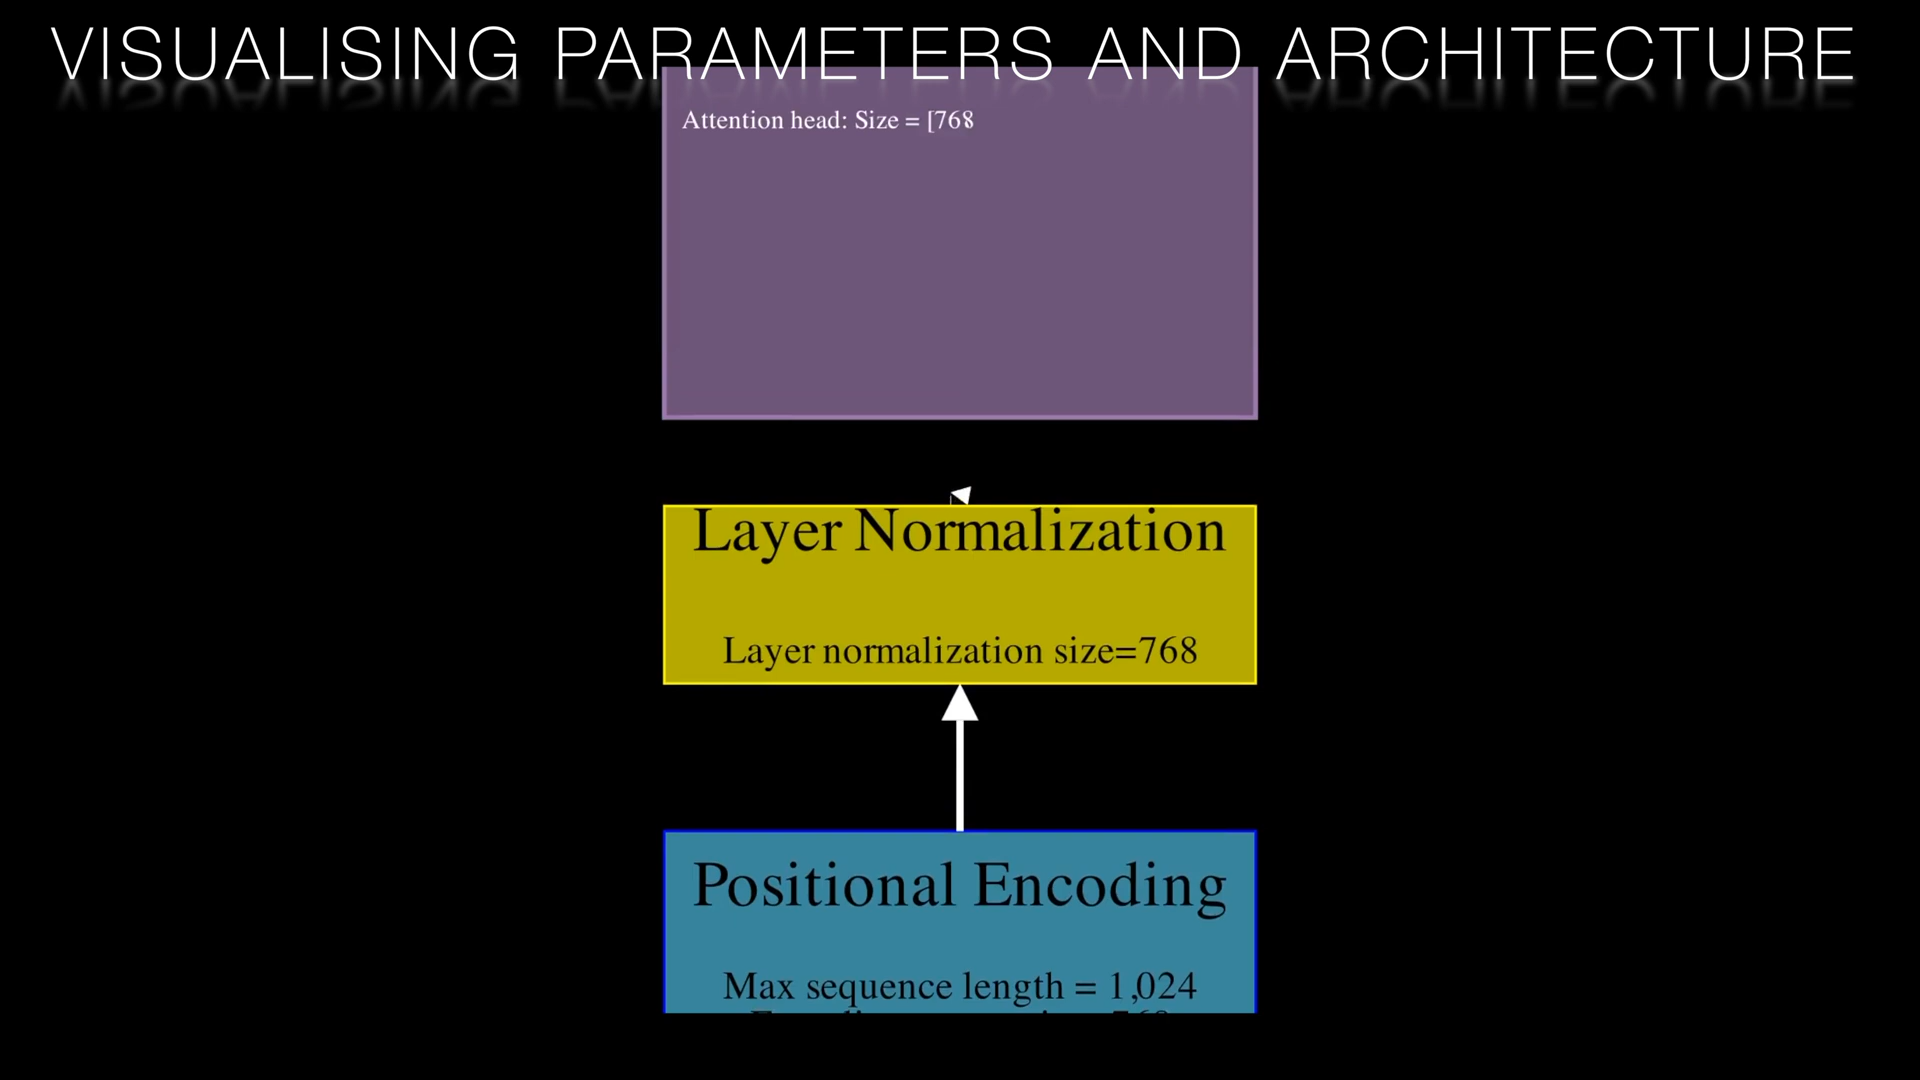 VISUALISING PARAMETERS AND ARCHITECTURE
Attention head: Size = [768
Layer Normalization
Layer normalization size=768
Positional Encoding
Max sequence length = 1,024